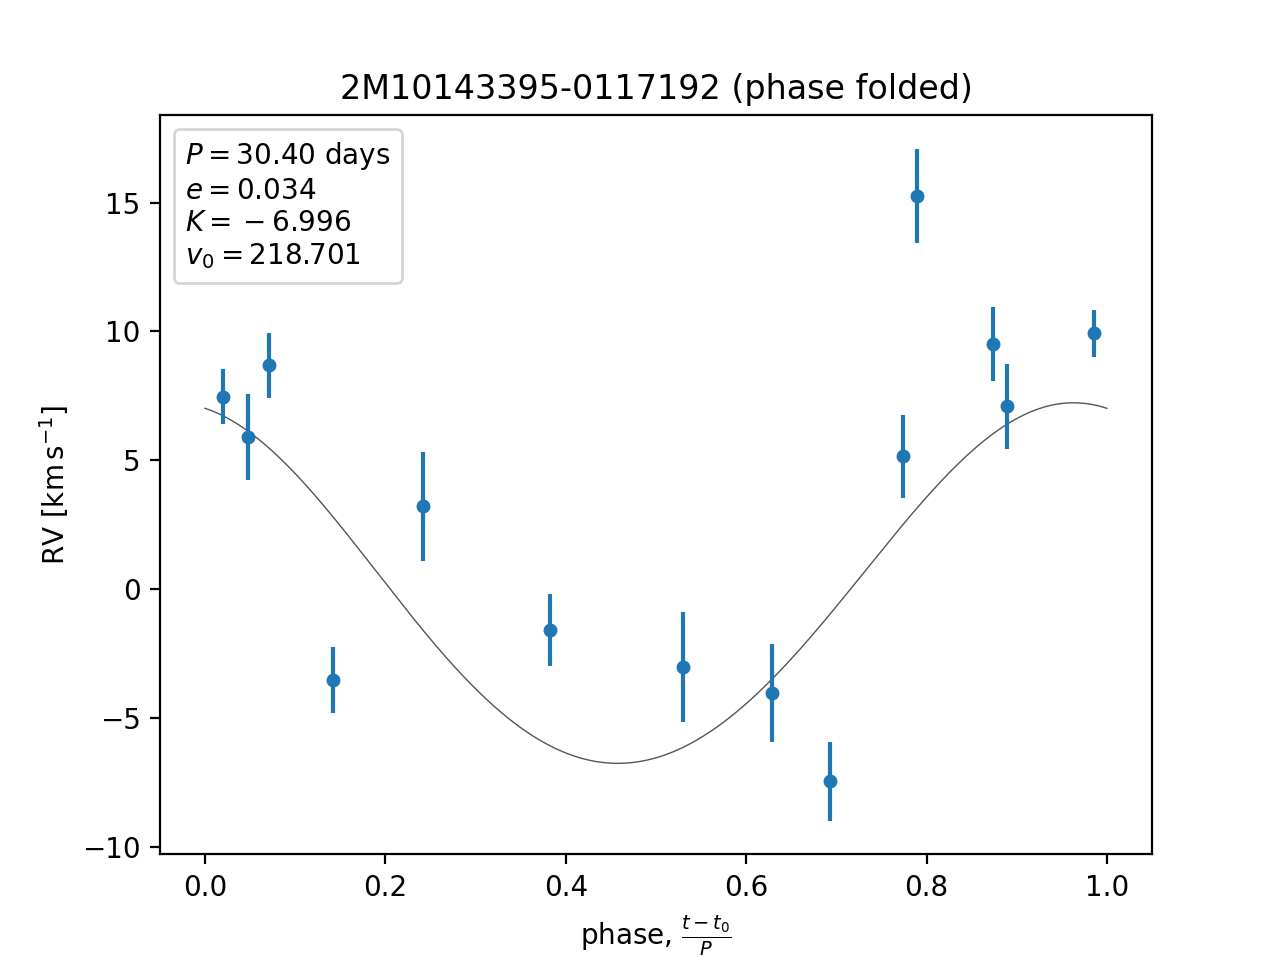 2M10143395-0117192 (phase folded)
P = 30.40 days
e = 0.034
K = −6.996
v₀ = 218.701
RV [km s⁻¹]
15
10
5
0
−5
−10
0.0 0.2 0.4 0.6 0.8 1.0
phase, (t − t₀)/P